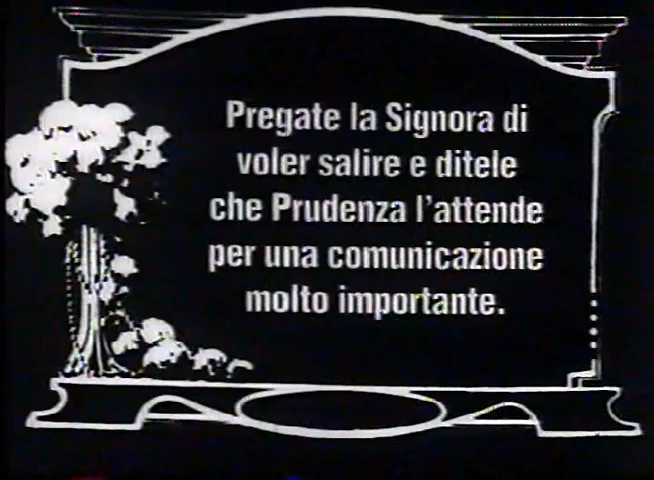 Pregate la Signora di
voler salire e ditele
che Prudenza l'attende
per una comunicazione
molto importante.